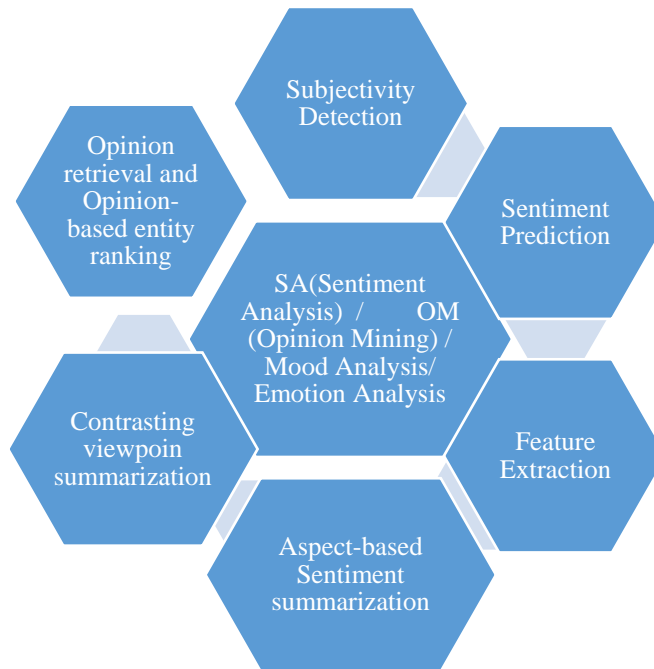 Subjectivity
Detection
Opinion
retrieval and
Opinion-
based entity
ranking
Sentiment
Prediction
SA(Sentiment
Analysis) / OM
(Opinion Mining) /
Mood Analysis/
Emotion Analysis
Contrasting
viewpoin
summarization
Feature
Extraction
Aspect-based
Sentiment
summarization